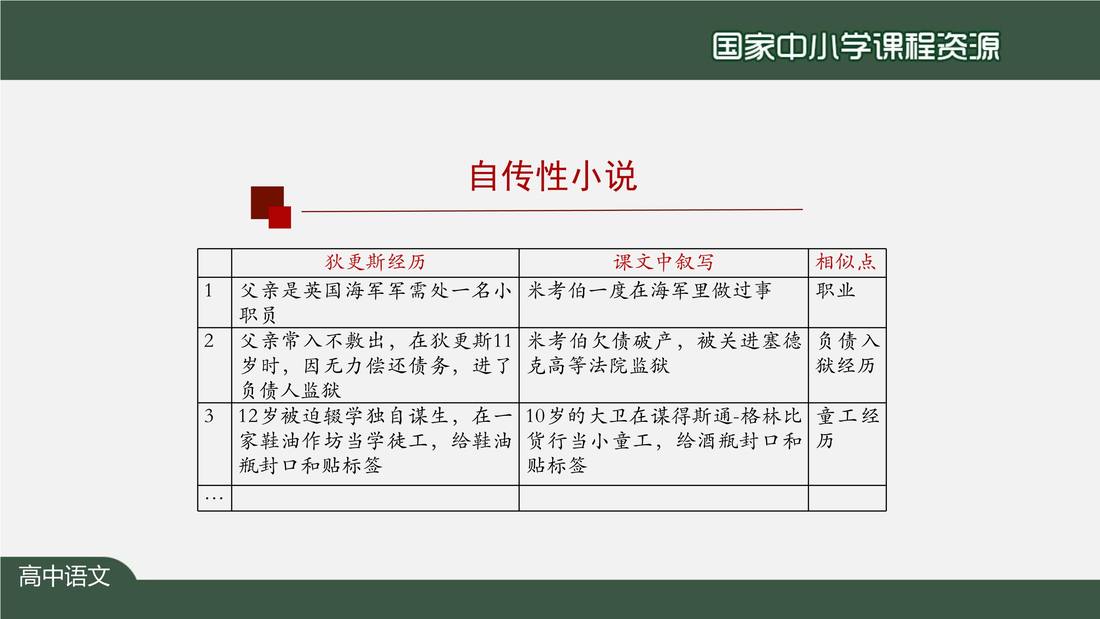 国家中小学课程资源
自传性小说
狄更斯经历 课文中叙写 相似点
1 父亲是英国海军军需处一名小 米考伯一度在海军里做过事 职业
职员
2 父亲常入不敷出，在狄更斯11 米考伯欠债破产，被关进塞德 负债入
岁时，因无力偿还债务，进了 克高等法院监狱 狱经历
负债人监狱
3 12岁被迫辍学独自谋生，在一 10岁的大卫在谋得斯通-格林比 童工经
家鞋油作坊当学徒工，给鞋油 货行当小童工，给酒瓶封口和 历
瓶封口和贴标签 贴标签
…
高中语文